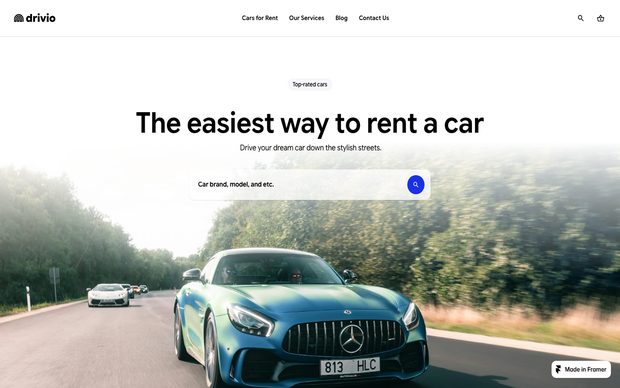 drivio
Cars for Rent
Our Services
Blog
Contact Us
Top-rated cars
The easiest way to rent a car
Drive your dream car down the stylish streets.
Car brand, model, and etc.
813 HLC
Made in Framer